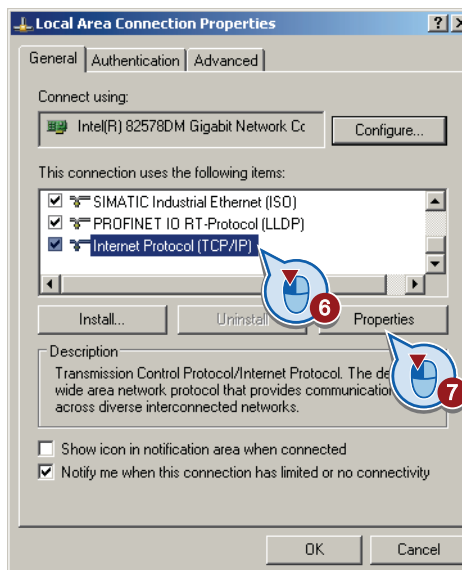 Local Area Connection Properties
General Authentication Advanced
Connect using:
Intel(R) 82578DM Gigabit Network Cc
Configure...
This connection uses the following items:
SIMATIC Industrial Ethernet (ISO)
PROFINET IO RT-Protocol (LLDP)
Internet Protocol (TCP/IP)
6
Install... Uninstall Properties
7
Description
Transmission Control Protocol/Internet Protocol. The
wide area network protocol that provides communication
across diverse interconnected networks.
Show icon in notification area when connected
Notify me when this connection has limited or no connectivity
OK Cancel